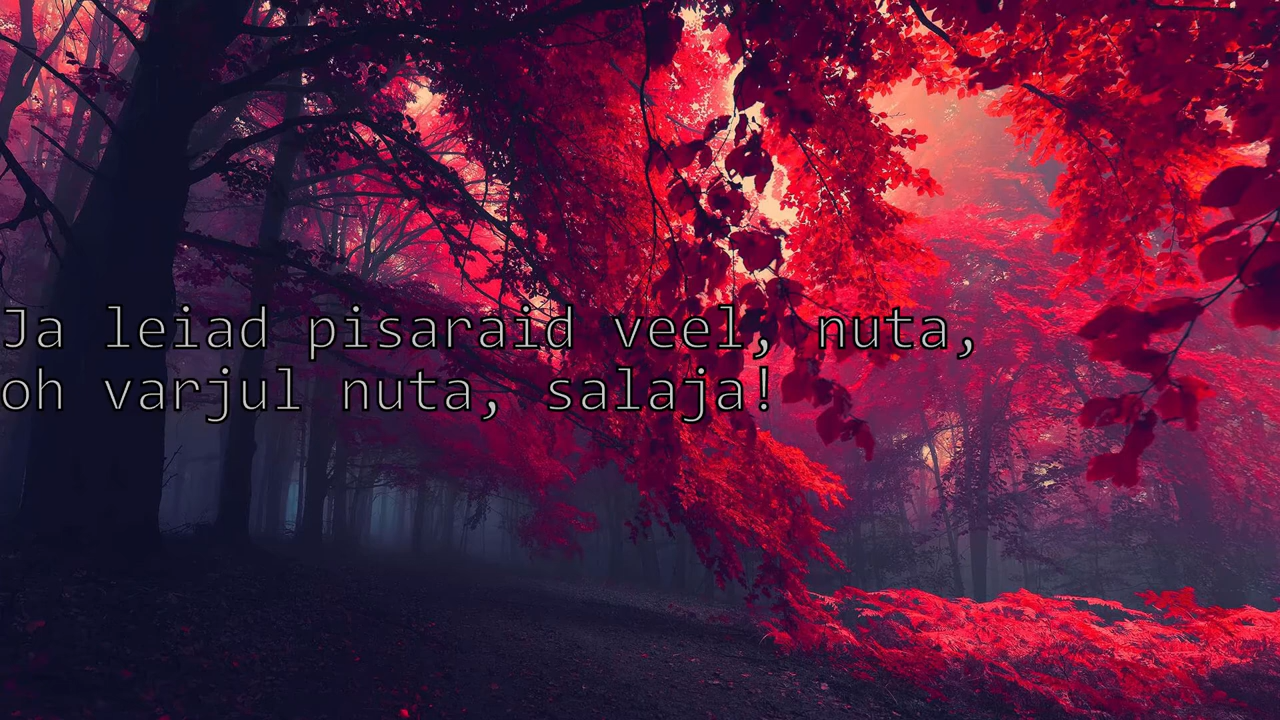 Ja leiad pisaraid veel, nuta,
oh varjul nuta, salaja!